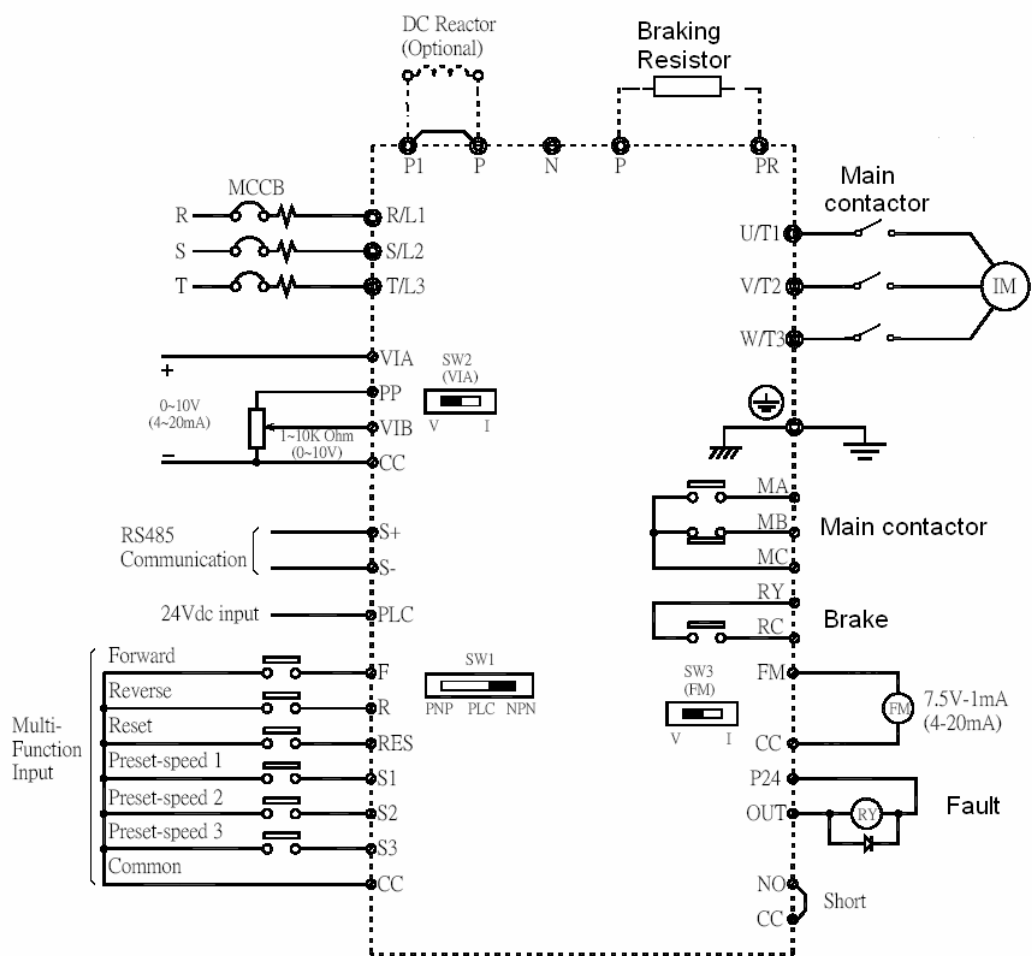 DC Reactor
(Optional)
Braking
Resistor
P1
P
N
P
PR
MCCB
R
R/L1
S
S/L2
T
T/L3
Main
contactor
U/T1
V/T2
IM
W/T3
VIA
+
PP
0~10V
(4~20mA)
VIB
1~10K Ohm
(0~10V)
−
CC
SW2
(VIA)
V I
MA
MB
MC
Main contactor
RS485
Communication
S+
S-
RY
RC
Brake
24Vdc input
PLC
Multi-
Function
Input
Forward
F
Reverse
R
Reset
RES
Preset-speed 1
S1
Preset-speed 2
S2
Preset-speed 3
S3
Common
CC
SW1
PNP PLC NPN
SW3
(FM)
V I
FM
FM
7.5V-1mA
(4-20mA)
CC
P24
OUT
RY
Fault
NO
Short
CC